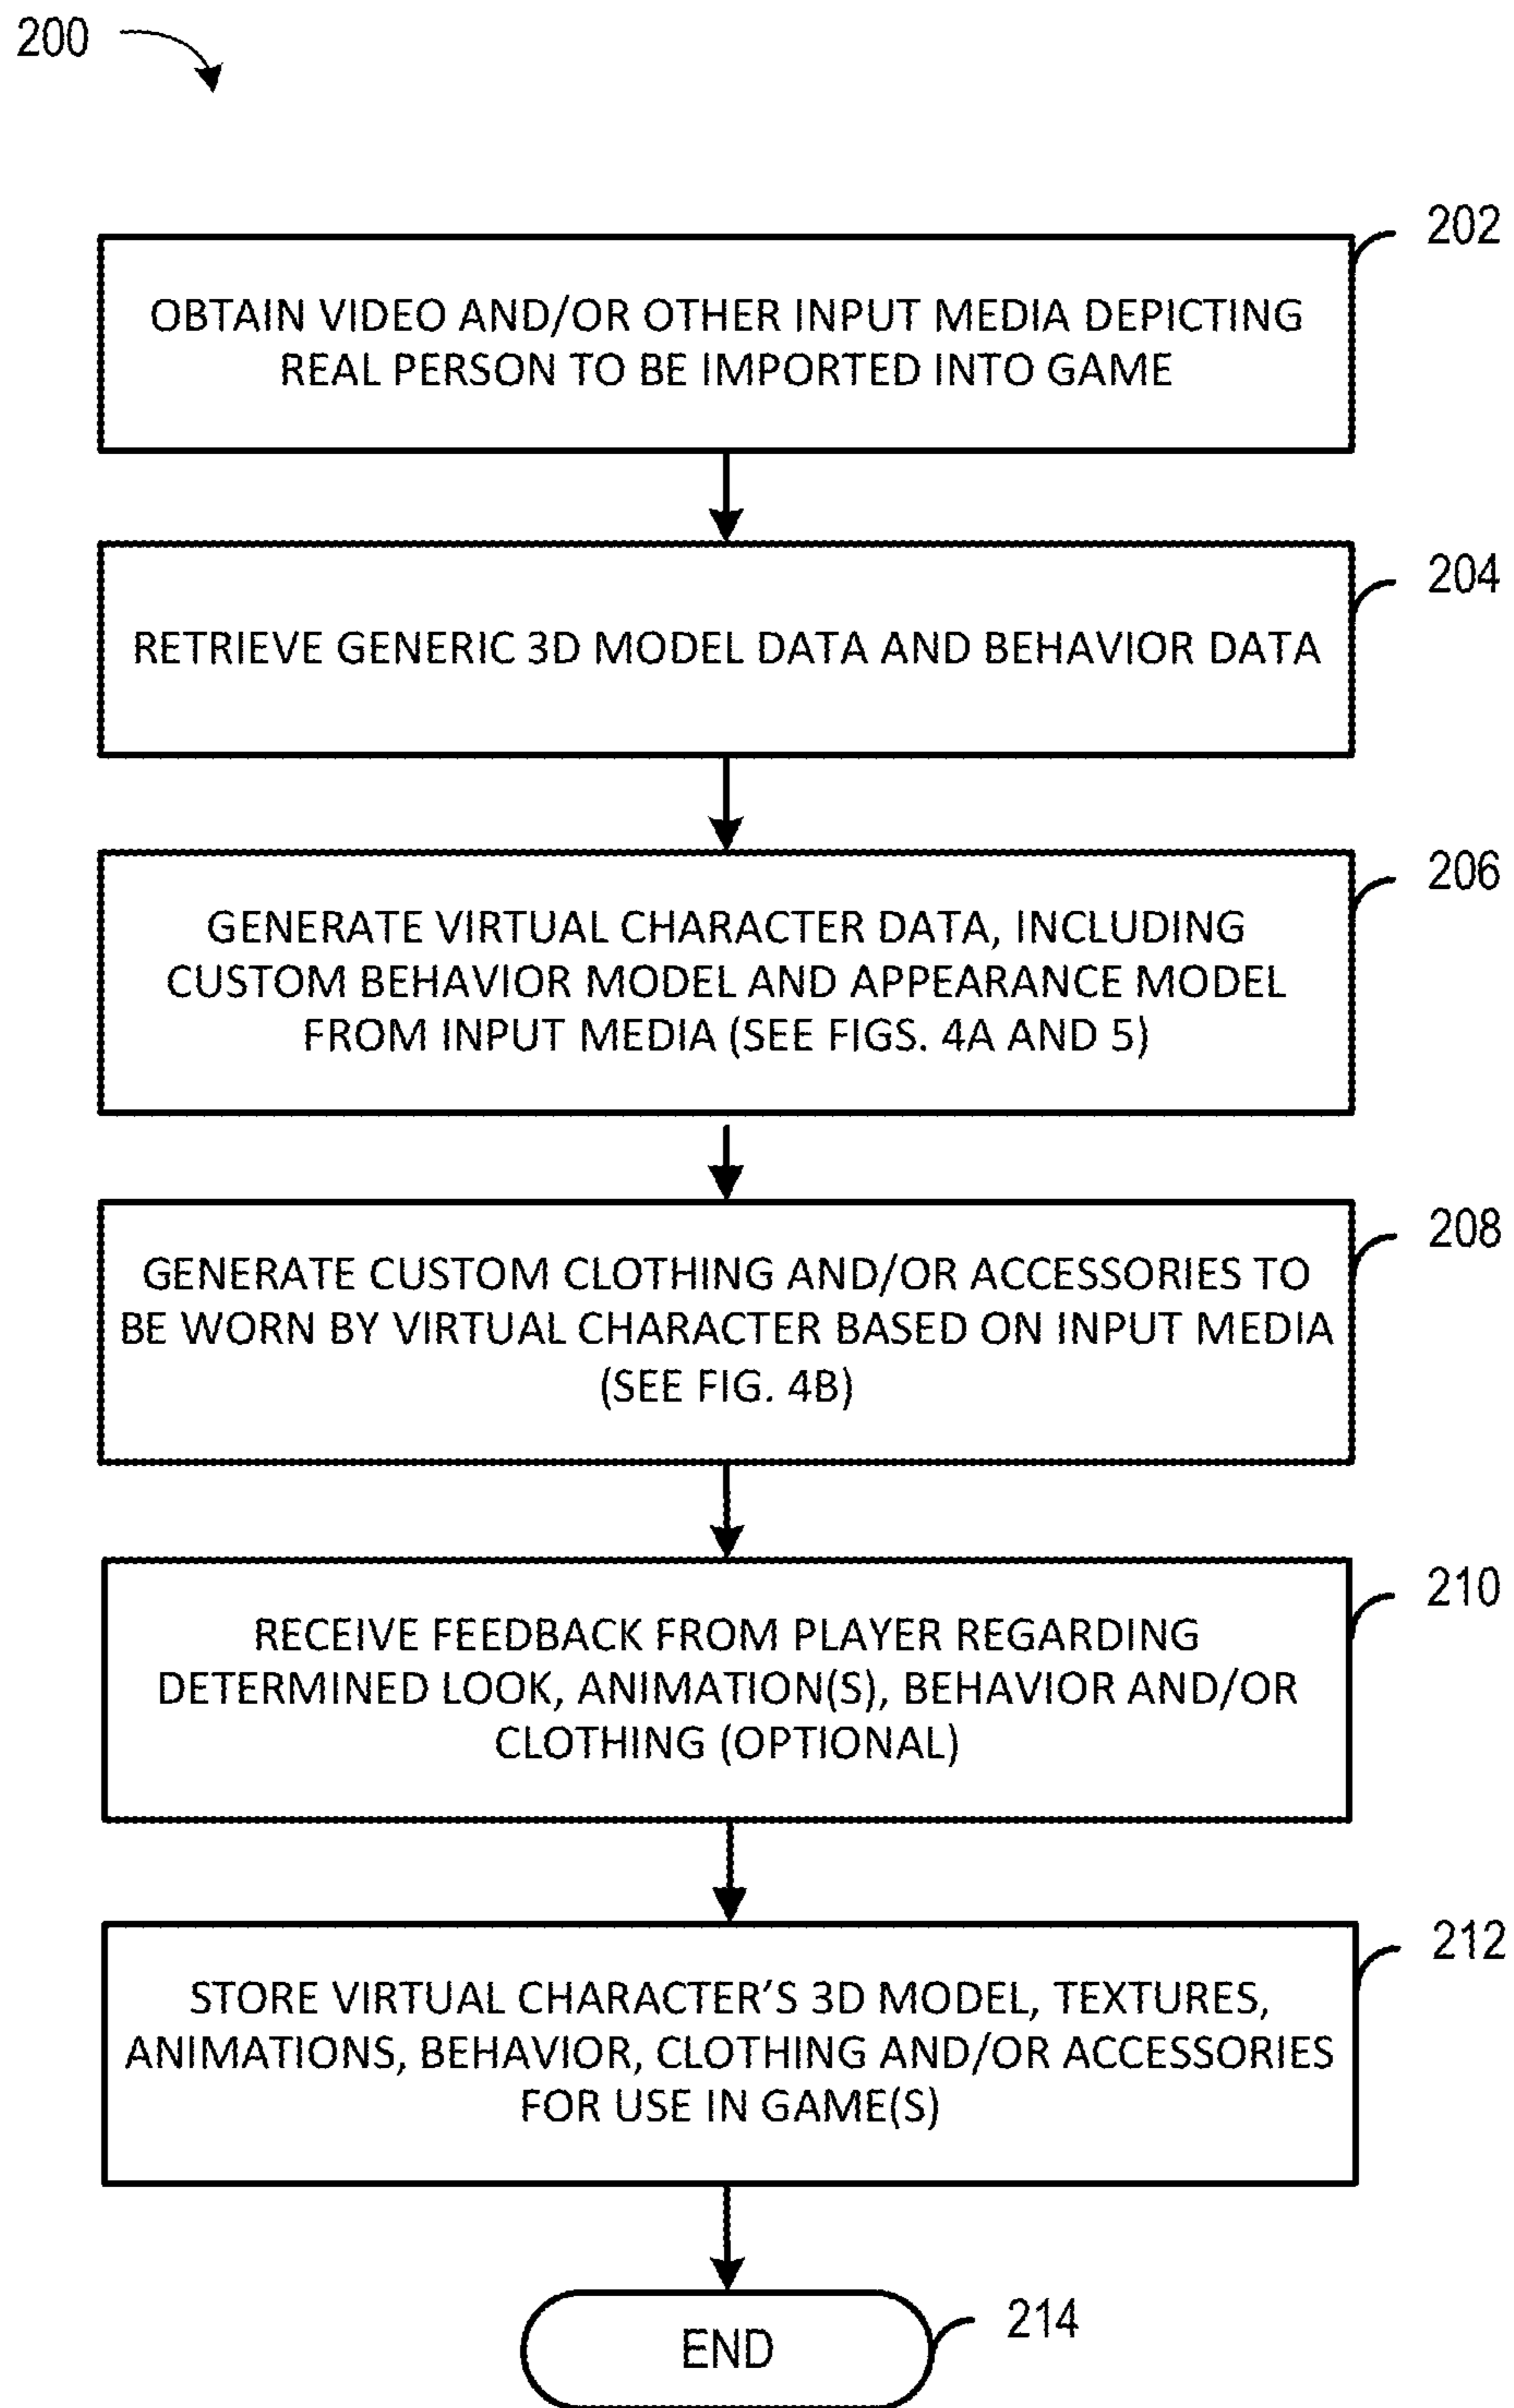 200
202
OBTAIN VIDEO AND/OR OTHER INPUT MEDIA DEPICTING
REAL PERSON TO BE IMPORTED INTO GAME
204
RETRIEVE GENERIC 3D MODEL DATA AND BEHAVIOR DATA
206
GENERATE VIRTUAL CHARACTER DATA, INCLUDING
CUSTOM BEHAVIOR MODEL AND APPEARANCE MODEL
FROM INPUT MEDIA (SEE FIGS. 4A AND 5)
208
GENERATE CUSTOM CLOTHING AND/OR ACCESSORIES TO
BE WORN BY VIRTUAL CHARACTER BASED ON INPUT MEDIA
(SEE FIG. 4B)
210
RECEIVE FEEDBACK FROM PLAYER REGARDING
DETERMINED LOOK, ANIMATION(S), BEHAVIOR AND/OR
CLOTHING (OPTIONAL)
212
STORE VIRTUAL CHARACTER’S 3D MODEL, TEXTURES,
ANIMATIONS, BEHAVIOR, CLOTHING AND/OR ACCESSORIES
FOR USE IN GAME(S)
214
END